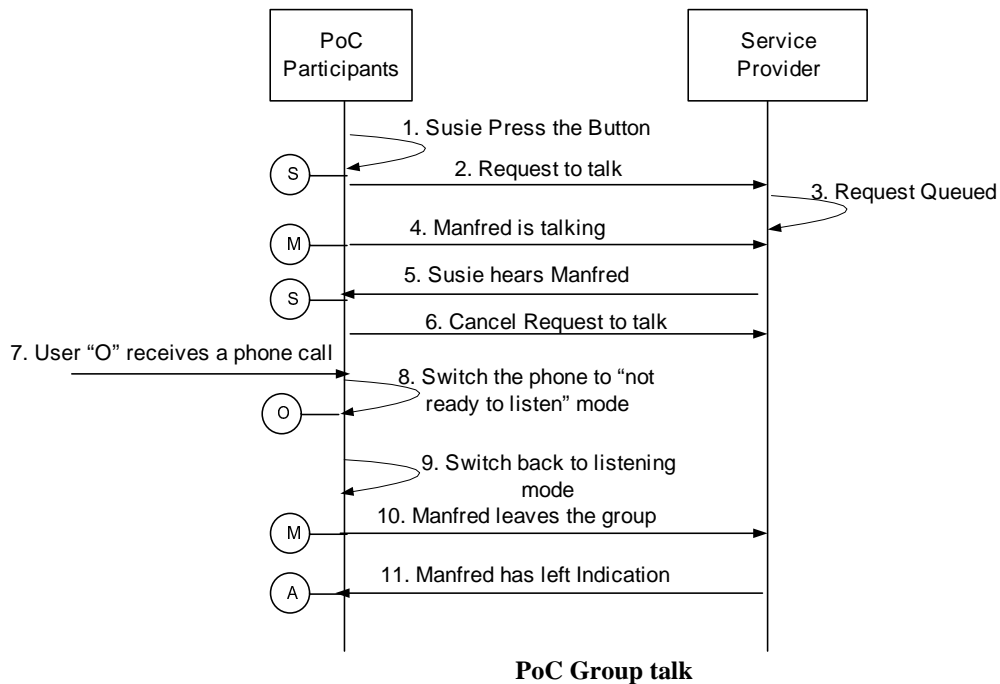 PoC
Participants
Service
Provider
1. Susie Press the Button
S
2. Request to talk
3. Request Queued
4. Manfred is talking
M
5. Susie hears Manfred
S
6. Cancel Request to talk
7. User “O” receives a phone call
8. Switch the phone to “not
ready to listen” mode
O
9. Switch back to listening
mode
10. Manfred leaves the group
M
11. Manfred has left Indication
A
PoC Group talk